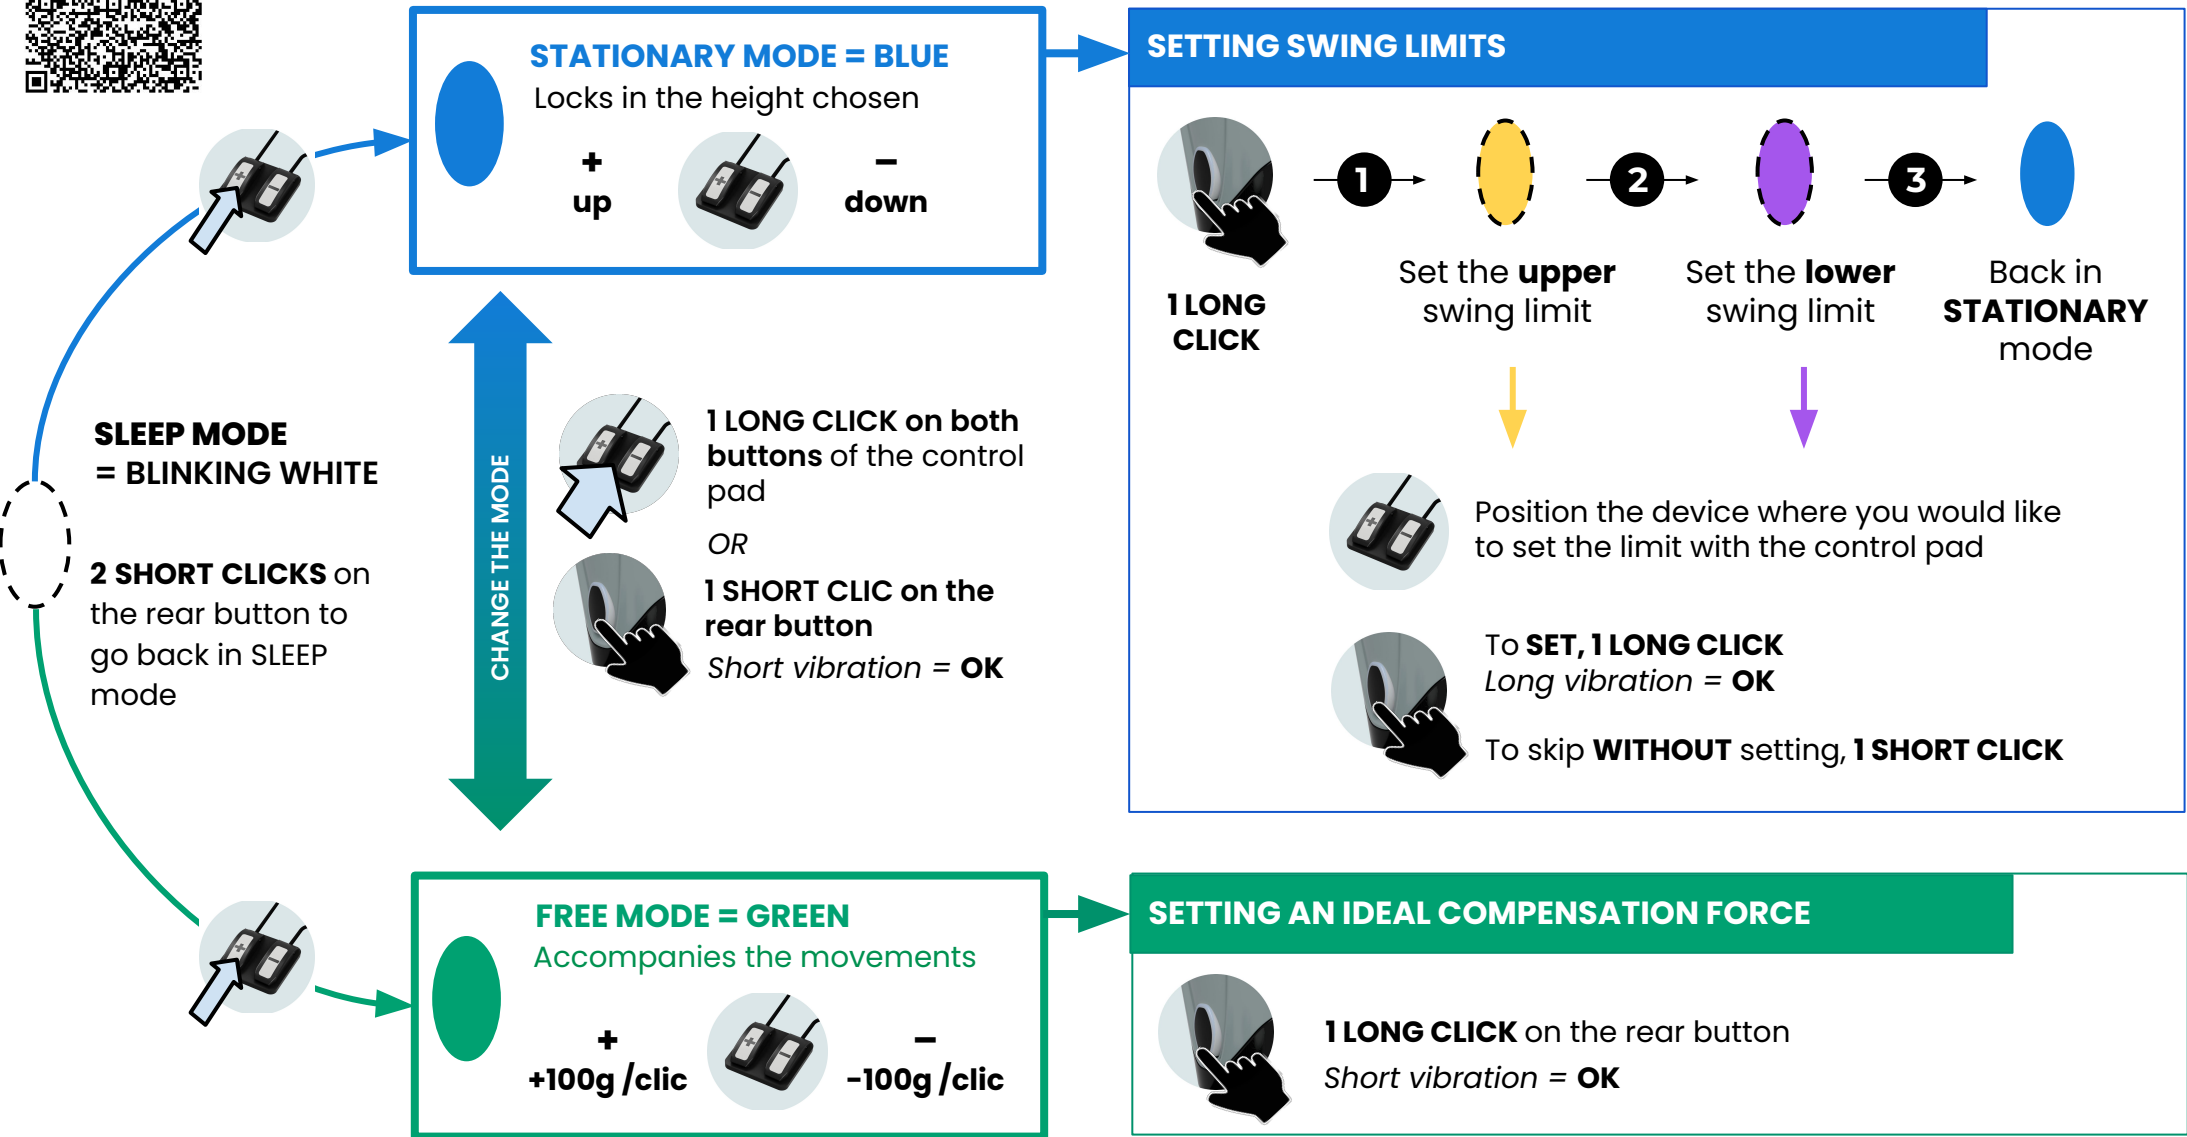 STATIONARY MODE = BLUE
Locks in the height chosen
+
up
–
down
SETTING SWING LIMITS
1 LONG
CLICK
1
2
3
Set the upper
swing limit
Set the lower
swing limit
Back in
STATIONARY
mode
Position the device where you would like
to set the limit with the control pad
To SET, 1 LONG CLICK
Long vibration = OK
To skip WITHOUT setting, 1 SHORT CLICK
SLEEP MODE
= BLINKING WHITE
2 SHORT CLICKS on
the rear button to
go back in SLEEP
mode
CHANGE THE MODE
1 LONG CLICK on both
buttons of the control
pad
OR
1 SHORT CLIC on the
rear button
Short vibration = OK
FREE MODE = GREEN
Accompanies the movements
+
+100g /clic
–
-100g /clic
SETTING AN IDEAL COMPENSATION FORCE
1 LONG CLICK on the rear button
Short vibration = OK